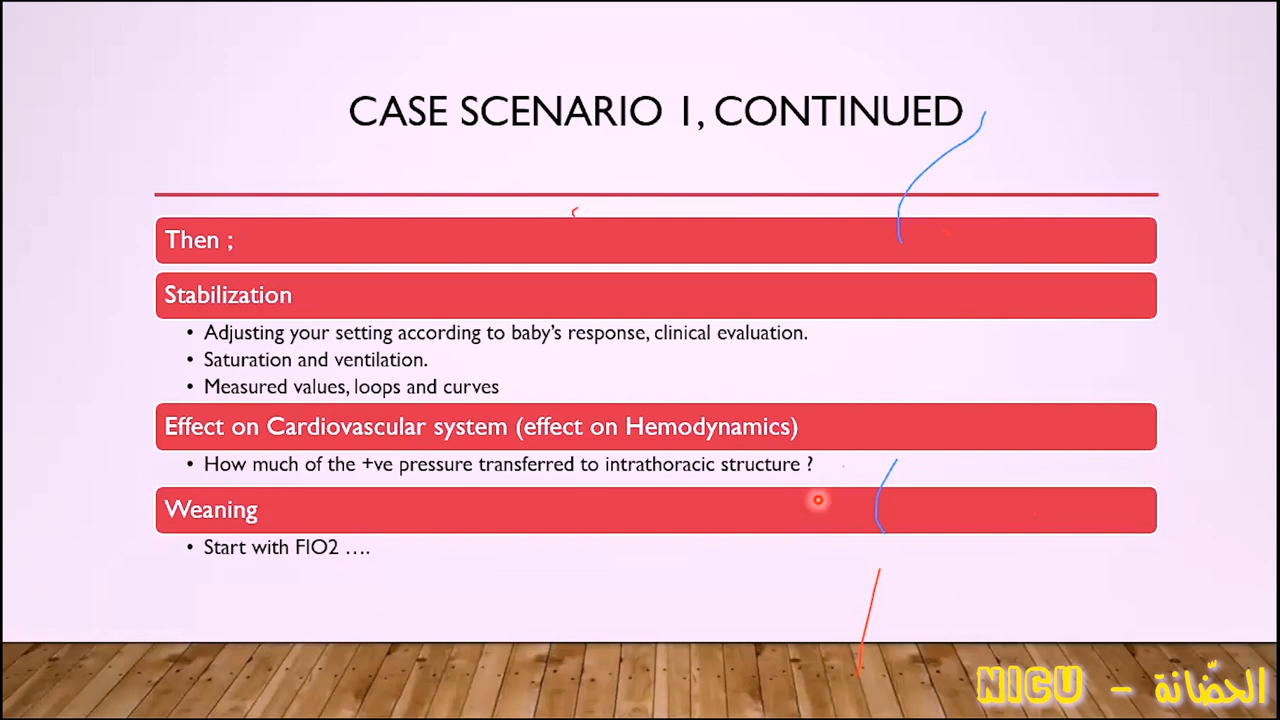 CASE SCENARIO 1, CONTINUED
Then ;
Stabilization
• Adjusting your setting according to baby's response, clinical evaluation.
• Saturation and ventilation.
• Measured values, loops and curves
Effect on Cardiovascular system (effect on Hemodynamics)
• How much of the +ve pressure transferred to intrathoracic structure ?
Weaning
• Start with FIO2 ....
NICU - الحضّانة